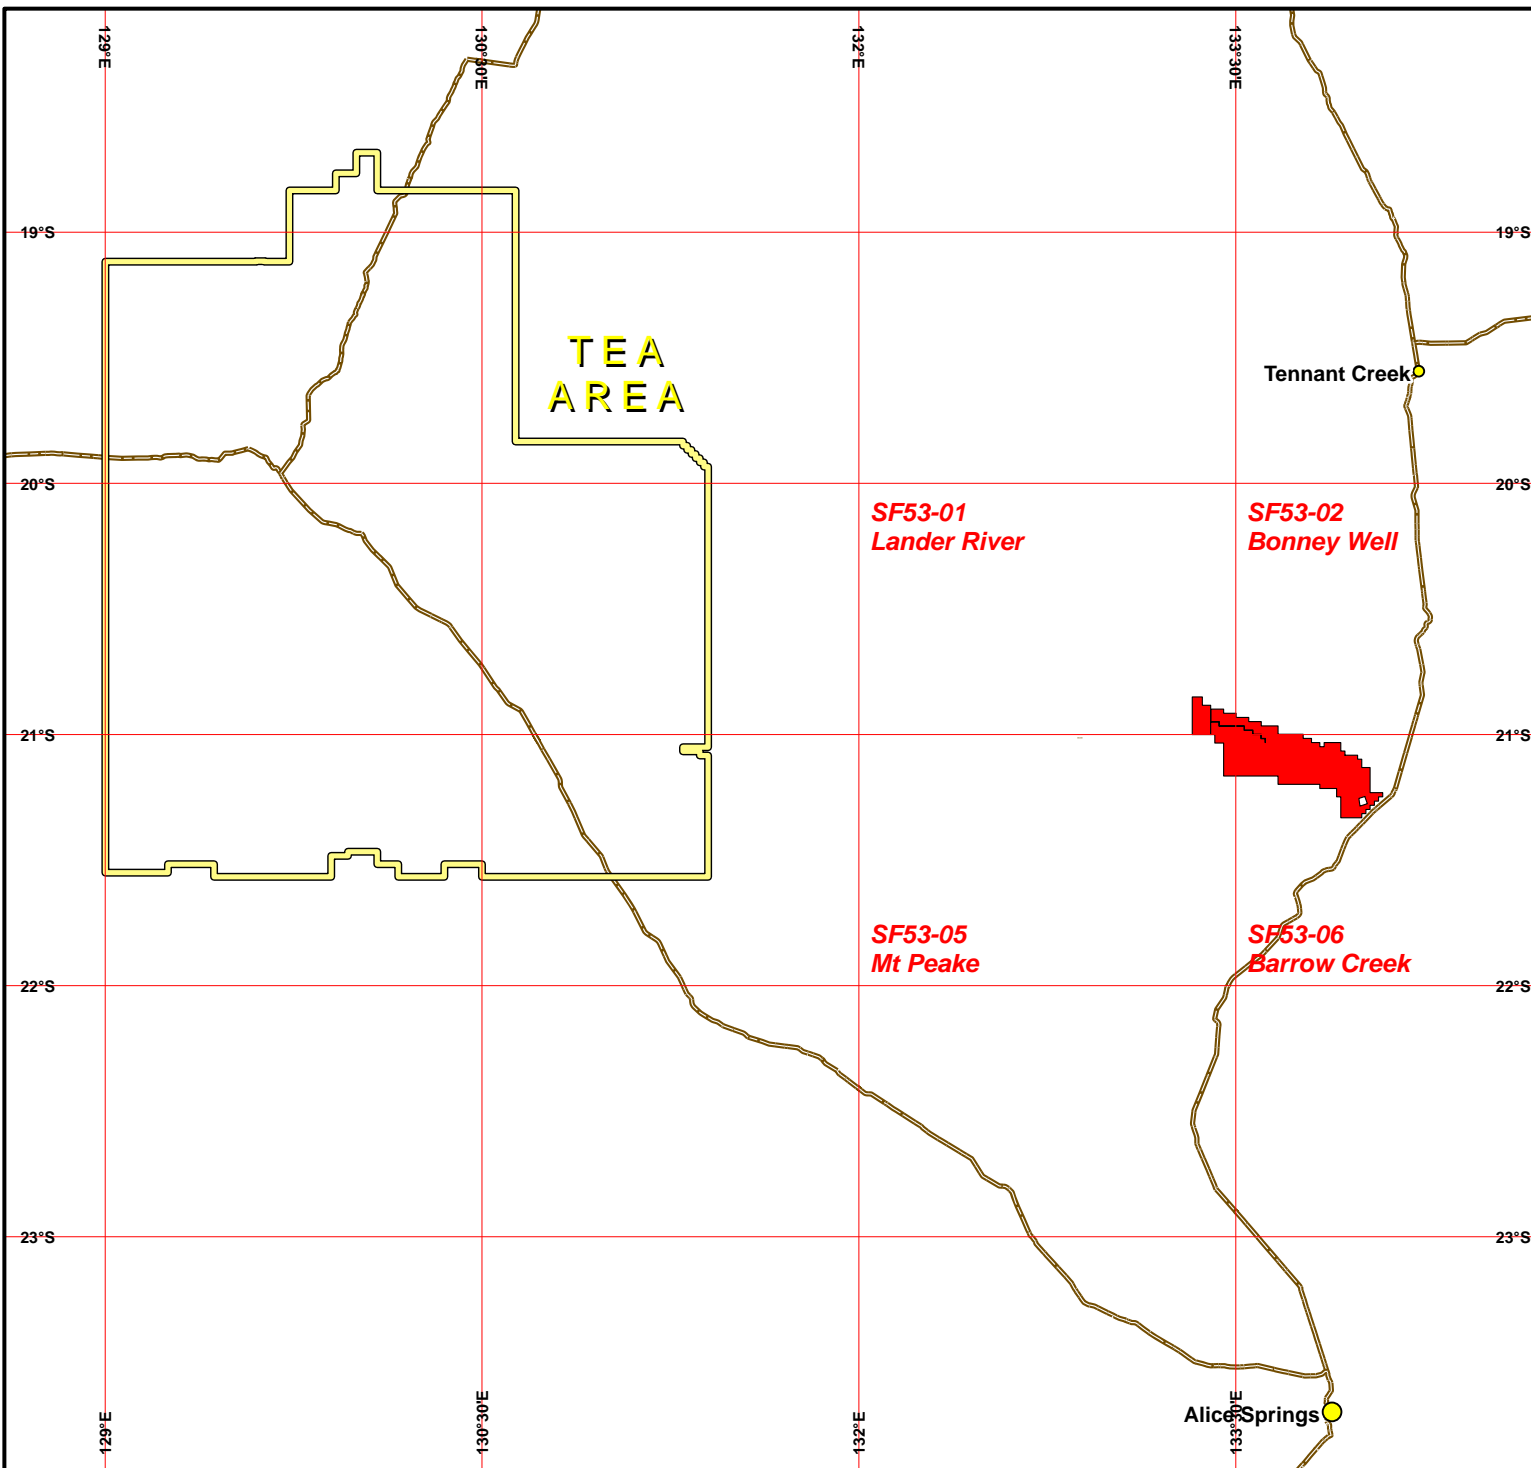 129°E
130°30'E
132°E
133°30'E
19°S
19°S
TEA
AREA
Tennant Creek
20°S
20°S
SF53-01
Lander River
SF53-02
Bonney Well
21°S
21°S
SF53-05
Mt Peake
SF53-06
Barrow Creek
22°S
22°S
23°S
23°S
Alice Springs
129°E
130°30'E
132°E
133°30'E